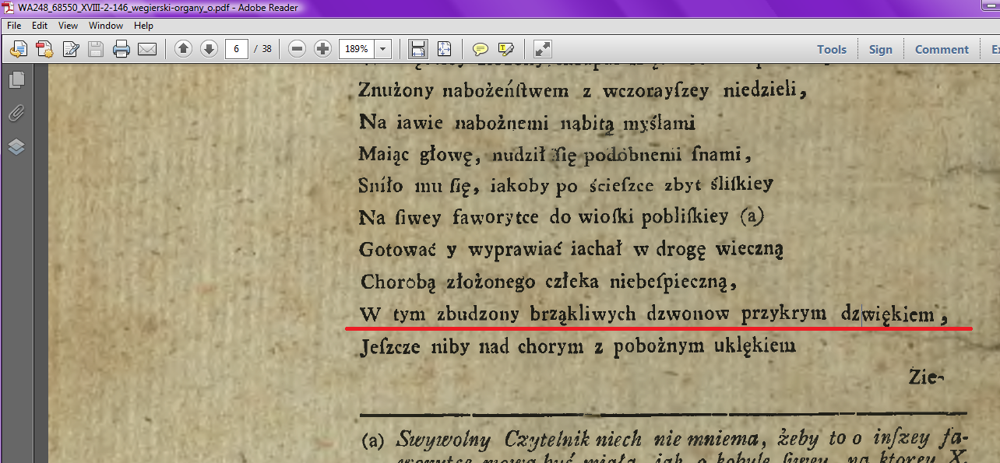 WA248_68550_XVIII-2-146_wegierski-organy_o.pdf - Adobe Reader
File Edit View Window Help
6 / 38 189% Tools Sign Comment
Znużony nabożeńſtwem z wczorayſzey niedzieli,
Na iawie nabożnemi nabitą myślami
Maiąc głowę, nudził ſię podobnemi ſnami,
Sniło mu ſię, iakoby po ścieſzce zbyt śliſkiey
Na ſiwey faworytce do wioſki pobliſkiey (a)
Gotować y wyprawiać iachał w drogę wieczną
Chorobą złożonego człeka niebeſpieczną,
W tym zbudzony brząkliwych dzwonow przykrym dzwiękiem,
Jeſzcze niby nad chorym z pobożnym uklękiem
Zie-
(a) Swywolny Czytelnik niech nie mniema, żeby to o inſzey fa-